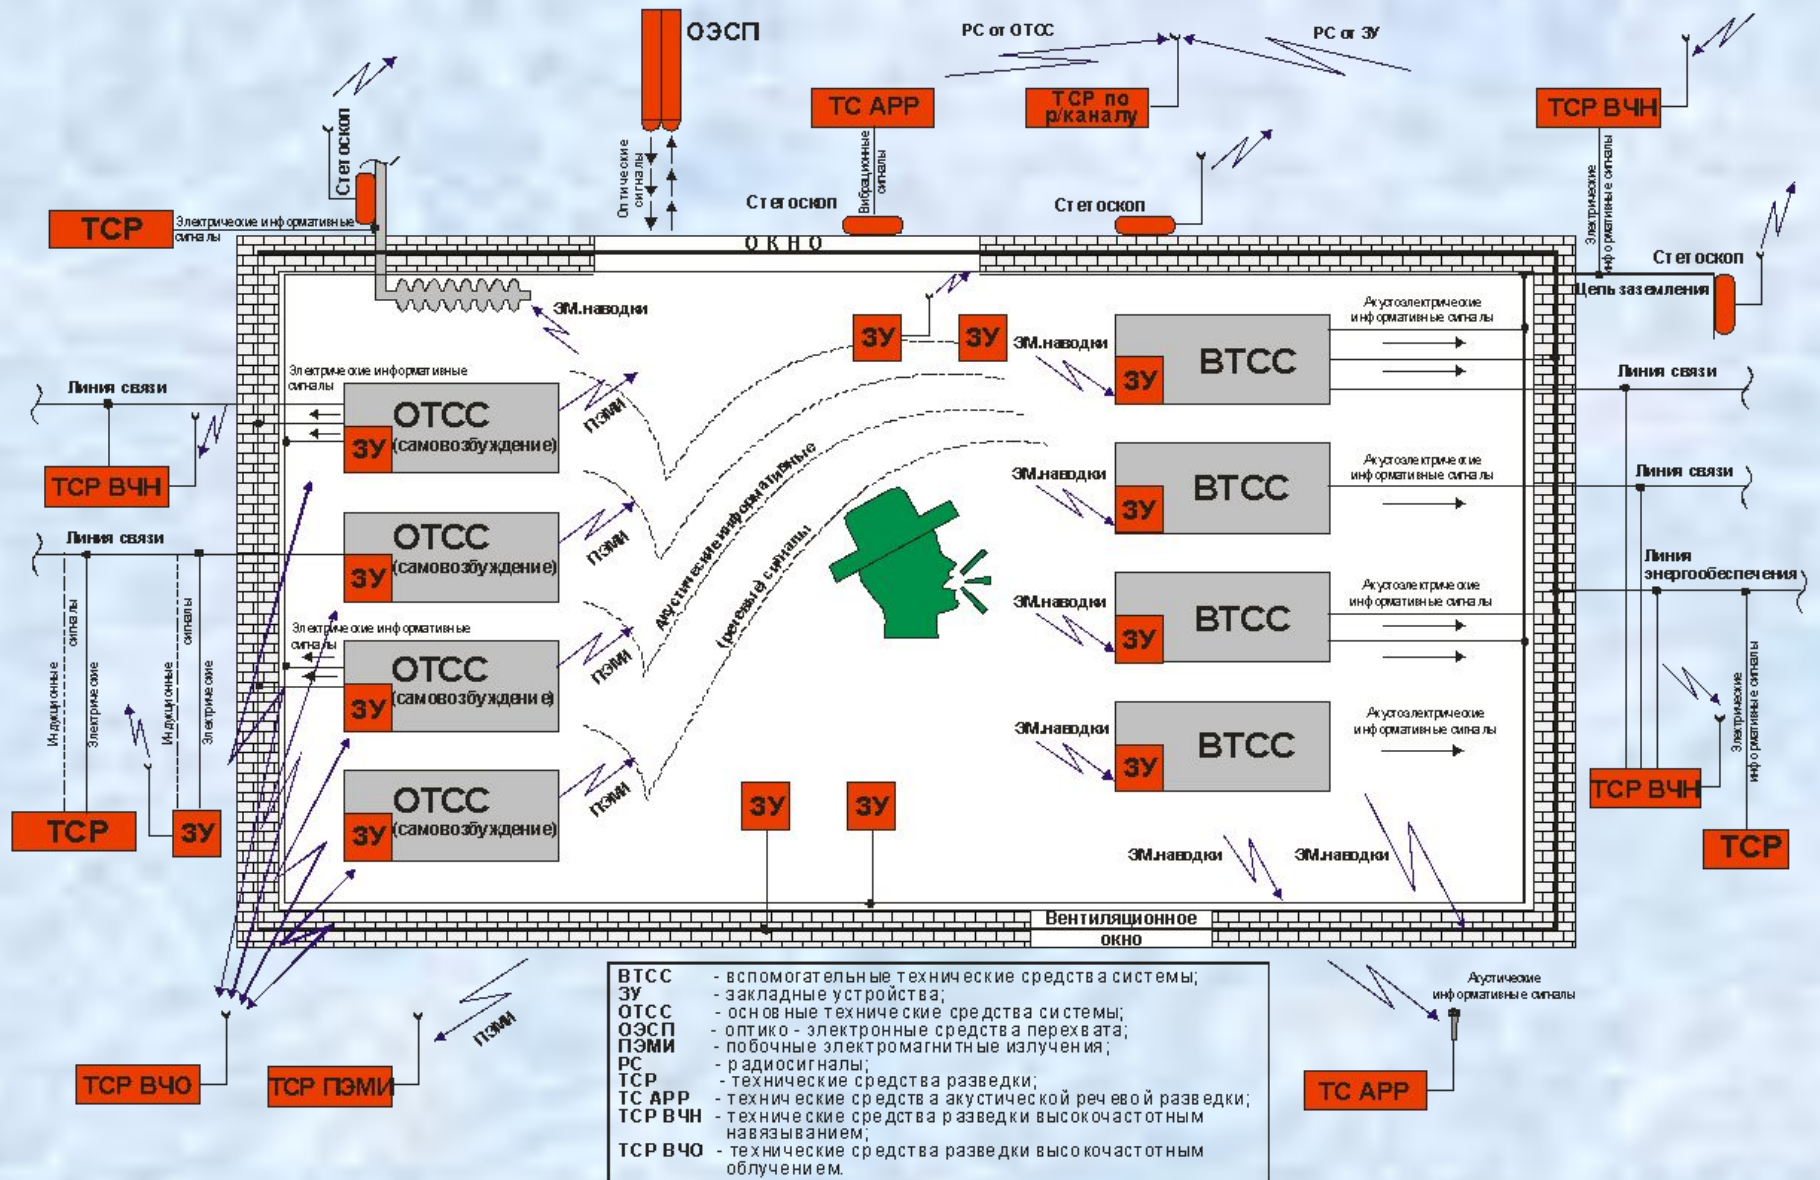 ОЭСП
РС от ОТСС
РС от ЗУ
ТС АРР
ТСР по
р/каналу
ТСР ВЧН
Стетоскоп
Оптические
сигналы
Вибрационные
сигналы
Электрические
информативные сигналы
Стетоскоп
Стетоскоп
ТСР
Электрические информативные
сигналы
ОКНО
Стетоскоп
Цепь заземления
ЭМ.наводки
ЗУ
ЗУ
ЭМ.наводки
ЗУ
ВТСС
Акустоэлектрические
информативные сигналы
Линия связи
Линия связи
Электрические информативные
сигналы
ОТСС
(самовозбуждение)
ЗУ
ПЭМИ
ТСР ВЧН
Акустические информативные
(речевые) сигналы
ЭМ.наводки
ЗУ
ВТСС
Акустоэлектрические
информативные сигналы
Линия связи
Линия связи
ОТСС
(самовозбуждение)
ЗУ
ПЭМИ
Линия
энергообеспечения
ЭМ.наводки
ЗУ
ВТСС
Акустоэлектрические
информативные сигналы
Индукционные
сигналы
Электрические
Индукционные
сигналы
Электрические
Электрические информативные
сигналы
ОТСС
(самовозбуждение)
ЗУ
ПЭМИ
Электрические
информативные сигналы
ЭМ.наводки
ЗУ
ВТСС
Акустоэлектрические
информативные сигналы
ОТСС
(самовозбуждение)
ЗУ
ПЭМИ
ЗУ
ЗУ
ТСР ВЧН
ТСР
ЗУ
ТСР
ЭМ.наводки
ЭМ.наводки
Вентиляционное
окно
ПЭМИ
ТСР ВЧО
ТСР ПЭМИ
Акустические
информативные сигналы
ТС АРР
ВТСС - вспомогательные технические средства системы;
ЗУ - закладные устройства;
ОТСС - основные технические средства системы;
ОЭСП - оптико - электронные средства перехвата;
ПЭМИ - побочные электромагнитные излучения;
РС - радиосигналы;
ТСР - технические средства разведки;
ТС АРР - технические средства акустической речевой разведки;
ТСР ВЧН - технические средства разведки высокочастотным
навязыванием;
ТСР ВЧО - технические средства разведки высокочастотным
облучением.